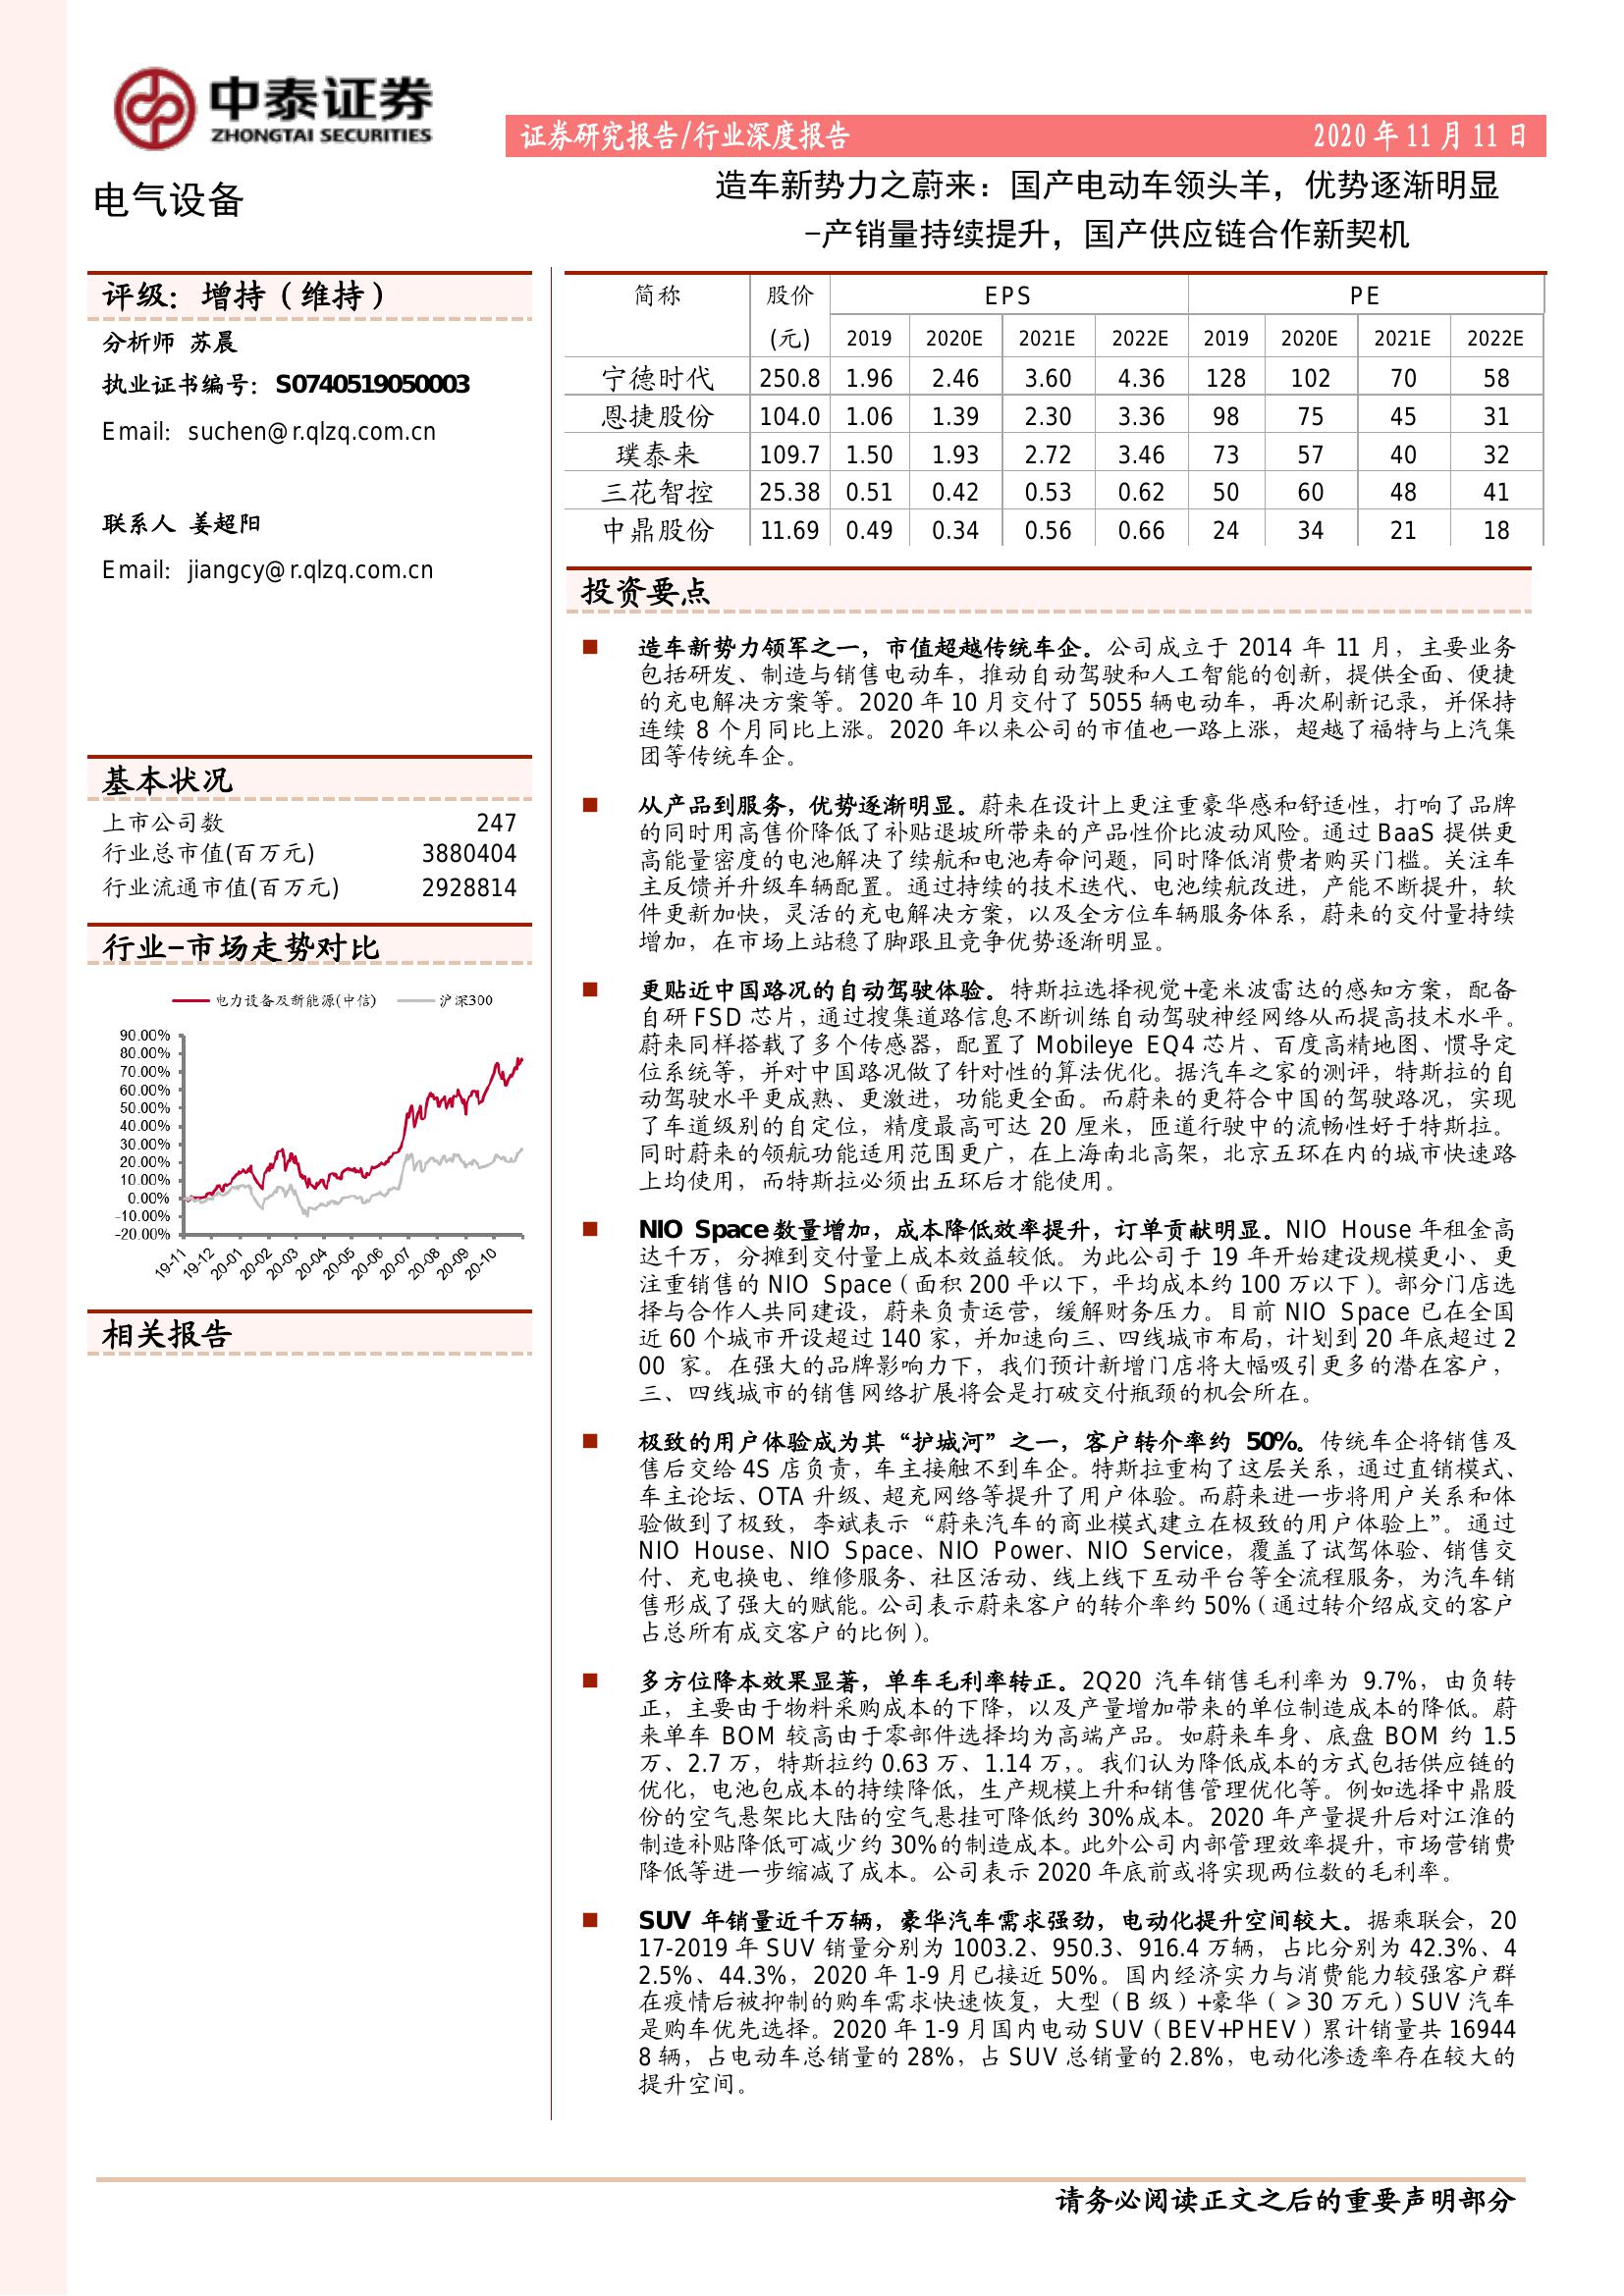 中泰证券
ZHONGTAI SECURITIES
证券研究报告/行业深度报告 2020年11月11日
电气设备
造车新势力之蔚来：国产电动车领头羊，优势逐渐明显
-产销量持续提升，国产供应链合作新契机
评级：增持（维持）
分析师 苏晨
执业证书编号：S0740519050003
Email：suchen@r.qlzq.com.cn
联系人 姜超阳
Email：jiangcy@r.qlzq.com.cn
基本状况
上市公司数 247
行业总市值(百万元) 3880404
行业流通市值(百万元) 2928814
行业-市场走势对比
电力设备及新能源(中信) 沪深300
90.00%
80.00%
70.00%
60.00%
50.00%
40.00%
30.00%
20.00%
10.00%
0.00%
-10.00%
-20.00%
19-11 19-12 20-01 20-02 20-03 20-04 20-05 20-06 20-07 20-08 20-09 20-10
相关报告
简称 股价 EPS PE
(元) 2019 2020E 2021E 2022E 2019 2020E 2021E 2022E
宁德时代 250.8 1.96 2.46 3.60 4.36 128 102 70 58
恩捷股份 104.0 1.06 1.39 2.30 3.36 98 75 45 31
璞泰来 109.7 1.50 1.93 2.72 3.46 73 57 40 32
三花智控 25.38 0.51 0.42 0.53 0.62 50 60 48 41
中鼎股份 11.69 0.49 0.34 0.56 0.66 24 34 21 18
投资要点
■ 造车新势力领军之一，市值超越传统车企。公司成立于 2014 年 11 月，主要业务
包括研发、制造与销售电动车，推动自动驾驶和人工智能的创新，提供全面、便捷
的充电解决方案等。2020 年 10 月交付了 5055 辆电动车，再次刷新记录，并保持
连续 8 个月同比上涨。2020 年以来公司的市值也一路上涨，超越了福特与上汽集
团等传统车企。
■ 从产品到服务，优势逐渐明显。蔚来在设计上更注重豪华感和舒适性，打响了品牌
的同时用高售价降低了补贴退坡所带来的产品性价比波动风险。通过 BaaS 提供更
高能量密度的电池解决了续航和电池寿命问题，同时降低消费者购买门槛。关注车
主反馈并升级车辆配置。通过持续的技术迭代、电池续航改进，产能不断提升，软
件更新加快，灵活的充电解决方案，以及全方位车辆服务体系，蔚来的交付量持续
增加，在市场上站稳了脚跟且竞争优势逐渐明显。
■ 更贴近中国路况的自动驾驶体验。特斯拉选择视觉+毫米波雷达的感知方案，配备
自研 FSD 芯片，通过搜集道路信息不断训练自动驾驶神经网络从而提高技术水平。
蔚来同样搭载了多个传感器，配置了 Mobileye EQ4 芯片、百度高精地图、惯导定
位系统等，并对中国路况做了针对性的算法优化。据汽车之家的测评，特斯拉的自
动驾驶水平更成熟、更激进，功能更全面。而蔚来的更符合中国的驾驶路况，实现
了车道级别的自定位，精度最高可达 20 厘米，匝道行驶中的流畅性好于特斯拉。
同时蔚来的领航功能适用范围更广，在上海南北高架，北京五环在内的城市快速路
上均使用，而特斯拉必须出五环后才能使用。
■ NIO Space 数量增加，成本降低效率提升，订单贡献明显。NIO House 年租金高
达千万，分摊到交付量上成本效益较低。为此公司于 19 年开始建设规模更小、更
注重销售的 NIO Space（面积 200 平以下，平均成本约 100 万以下）。部分门店选
择与合作人共同建设，蔚来负责运营，缓解财务压力。目前 NIO Space 已在全国
近 60 个城市开设超过 140 家，并加速向三、四线城市布局，计划到 20 年底超过 2
00 家。在强大的品牌影响力下，我们预计新增门店将大幅吸引更多的潜在客户，
三、四线城市的销售网络扩展将会是打破交付瓶颈的机会所在。
■ 极致的用户体验成为其“护城河”之一，客户转介率约 50%。传统车企将销售及
售后交给 4S 店负责，车主接触不到车企。特斯拉重构了这层关系，通过直销模式、
车主论坛、OTA 升级、超充网络等提升了用户体验。而蔚来进一步将用户关系和体
验做到了极致，李斌表示“蔚来汽车的商业模式建立在极致的用户体验上”。通过
NIO House、NIO Space、NIO Power、NIO Service，覆盖了试驾体验、销售交
付、充电换电、维修服务、社区活动、线上线下互动平台等全流程服务，为汽车销
售形成了强大的赋能。公司表示蔚来客户的转介率约 50%（通过转介绍成交的客户
占总所有成交客户的比例）。
■ 多方位降本效果显著，单车毛利率转正。2Q20 汽车销售毛利率为 9.7%，由负转
正，主要由于物料采购成本的下降，以及产量增加带来的单位制造成本的降低。蔚
来单车 BOM 较高由于零部件选择均为高端产品。如蔚来车身、底盘 BOM 约 1.5
万、2.7 万，特斯拉约 0.63 万、1.14 万,。我们认为降低成本的方式包括供应链的
优化，电池包成本的持续降低，生产规模上升和销售管理优化等。例如选择中鼎股
份的空气悬架比大陆的空气悬挂可降低约 30%成本。2020 年产量提升后对江淮的
制造补贴降低可减少约 30%的制造成本。此外公司内部管理效率提升，市场营销费
降低等进一步缩减了成本。公司表示 2020 年底前或将实现两位数的毛利率。
■ SUV 年销量近千万辆，豪华汽车需求强劲，电动化提升空间较大。据乘联会，20
17-2019 年 SUV 销量分别为 1003.2、950.3、916.4 万辆，占比分别为 42.3%、4
2.5%、44.3%，2020 年 1-9 月已接近 50%。国内经济实力与消费能力较强客户群
在疫情后被抑制的购车需求快速恢复，大型（B 级）+豪华（≥30 万元）SUV 汽车
是购车优先选择。2020 年 1-9 月国内电动 SUV（BEV+PHEV）累计销量共 16944
8 辆，占电动车总销量的 28%，占 SUV 总销量的 2.8%，电动化渗透率存在较大的
提升空间。
请务必阅读正文之后的重要声明部分